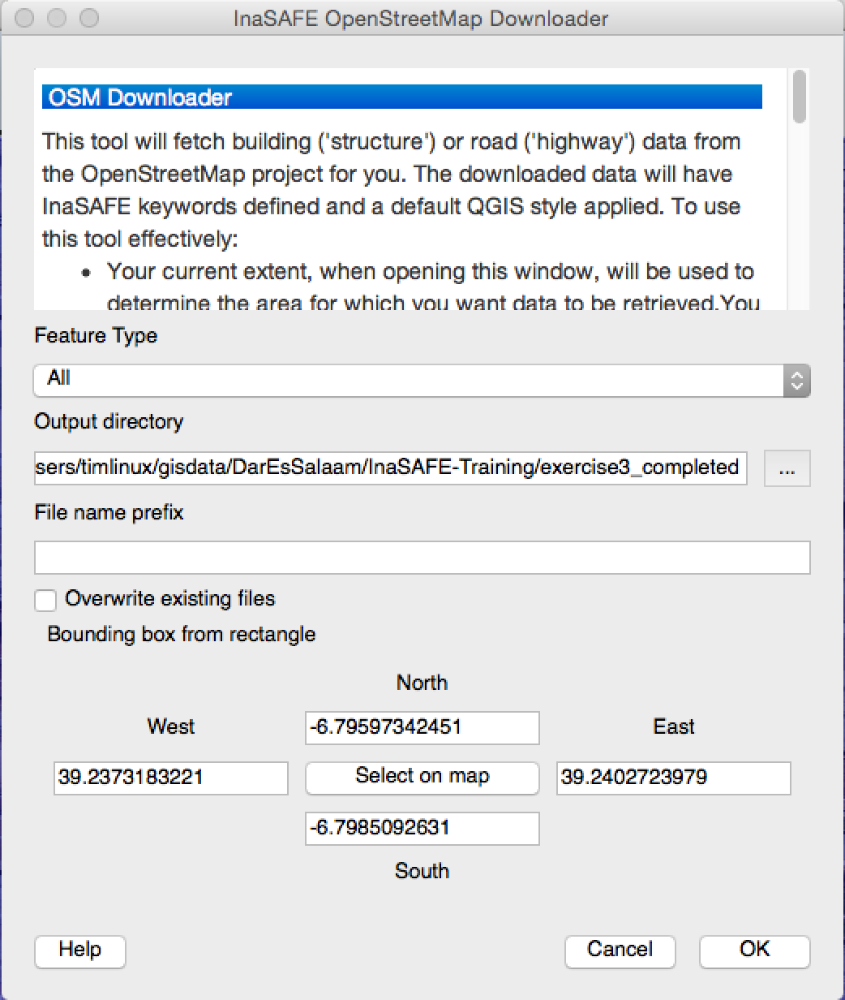 InaSAFE OpenStreetMap Downloader
OSM Downloader
This tool will fetch building ('structure') or road ('highway') data from
the OpenStreetMap project for you. The downloaded data will have
InaSAFE keywords defined and a default QGIS style applied. To use
this tool effectively:
• Your current extent, when opening this window, will be used to
determine the area for which you want data to be retrieved.You
Feature Type
All
Output directory
sers/timlinux/gisdata/DarEsSalaam/InaSAFE-Training/exercise3_completed
...
File name prefix
Overwrite existing files
Bounding box from rectangle
North
West
-6.79597342451
East
39.2373183221
Select on map
39.2402723979
-6.7985092631
South
Help
Cancel
OK